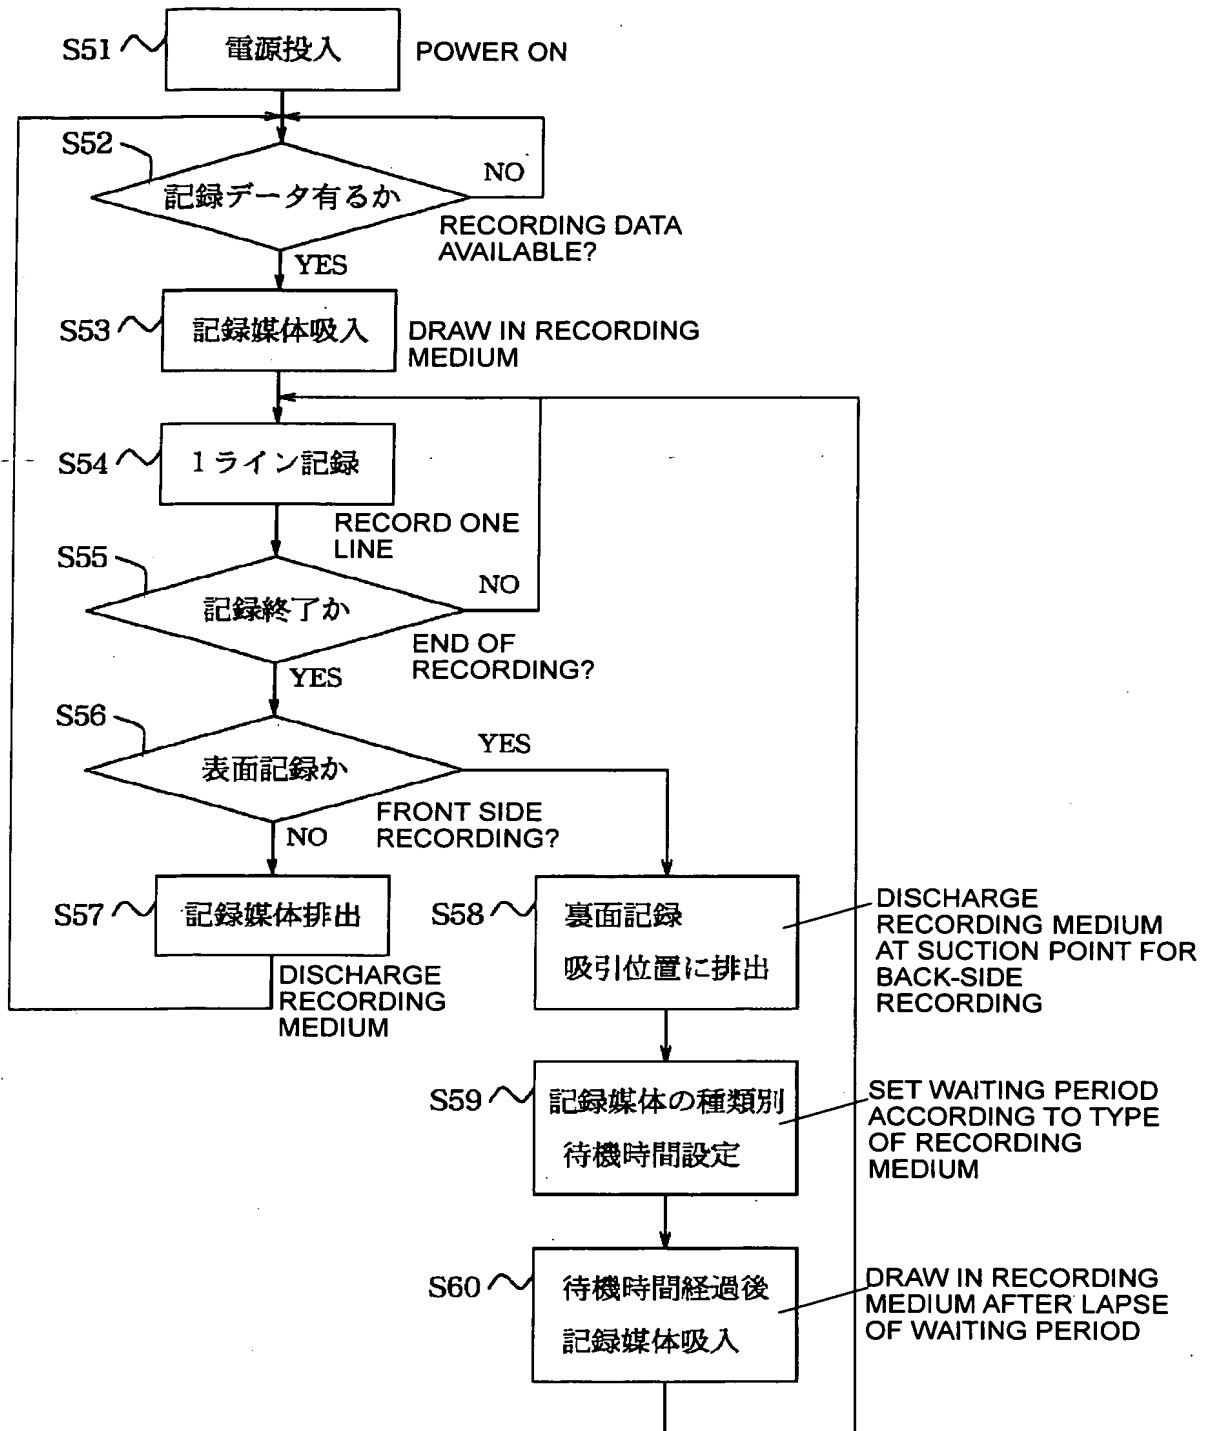 S51
電源投入
POWER ON
S52
記録データ有るか
NO
RECORDING DATA
AVAILABLE?
YES
S53
記録媒体吸入
DRAW IN RECORDING
MEDIUM
S54
1ライン記録
RECORD ONE
LINE
S55
記録終了か
NO
END OF
RECORDING?
YES
S56
表面記録か
YES
FRONT SIDE
RECORDING?
NO
S57
記録媒体排出
DISCHARGE
RECORDING
MEDIUM
S58
裏面記録
吸引位置に排出
DISCHARGE
RECORDING MEDIUM
AT SUCTION POINT FOR
BACK-SIDE
RECORDING
S59
記録媒体の種類別
待機時間設定
SET WAITING PERIOD
ACCORDING TO TYPE
OF RECORDING
MEDIUM
S60
待機時間経過後
記録媒体吸入
DRAW IN RECORDING
MEDIUM AFTER LAPSE
OF WAITING PERIOD